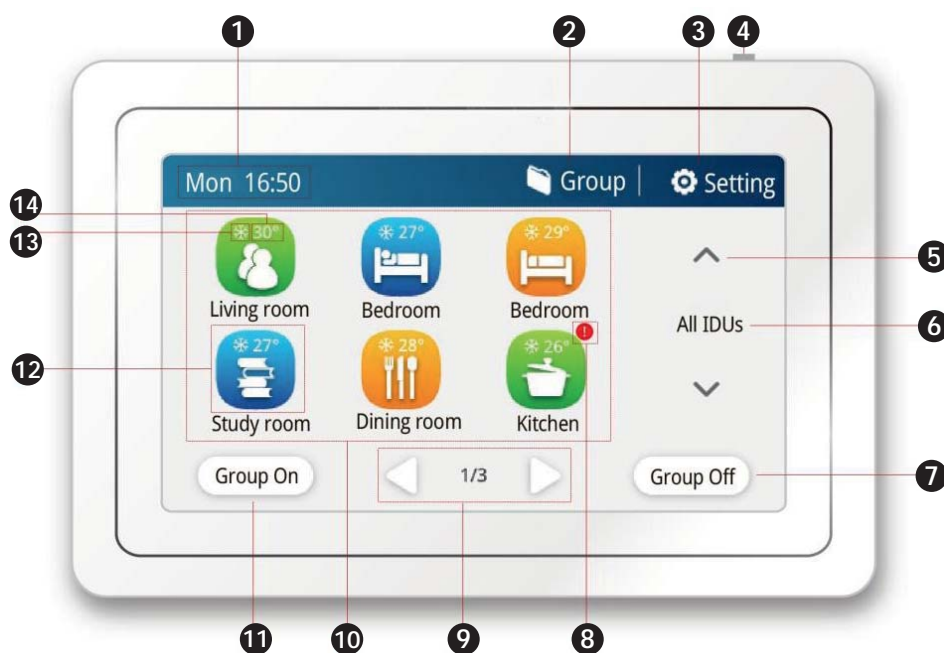 1 2 3 4
Mon 16:50 Group Setting
14
13
30° 27° 29°
5
Living room Bedroom Bedroom
All IDUs 6
12
27° 28° 26° !
Study room Dining room Kitchen
Group On 1/3 Group Off 7
11 10 9 8